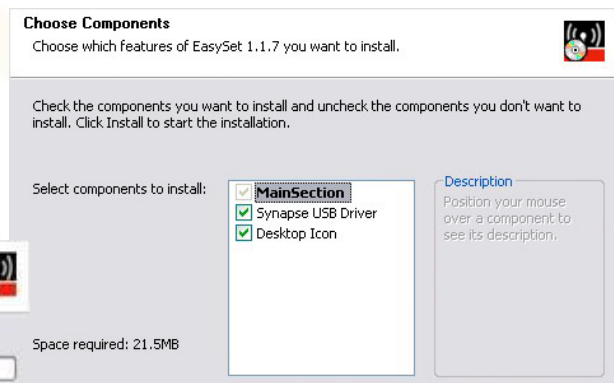 Choose Components
Choose which features of EasySet 1.1.7 you want to install.
Check the components you want to install and uncheck the components you don't want to
install. Click Install to start the installation.
Select components to install:
MainSection
Synapse USB Driver
Desktop Icon
Description
Position your mouse
over a component to
see its description.
Space required: 21.5MB